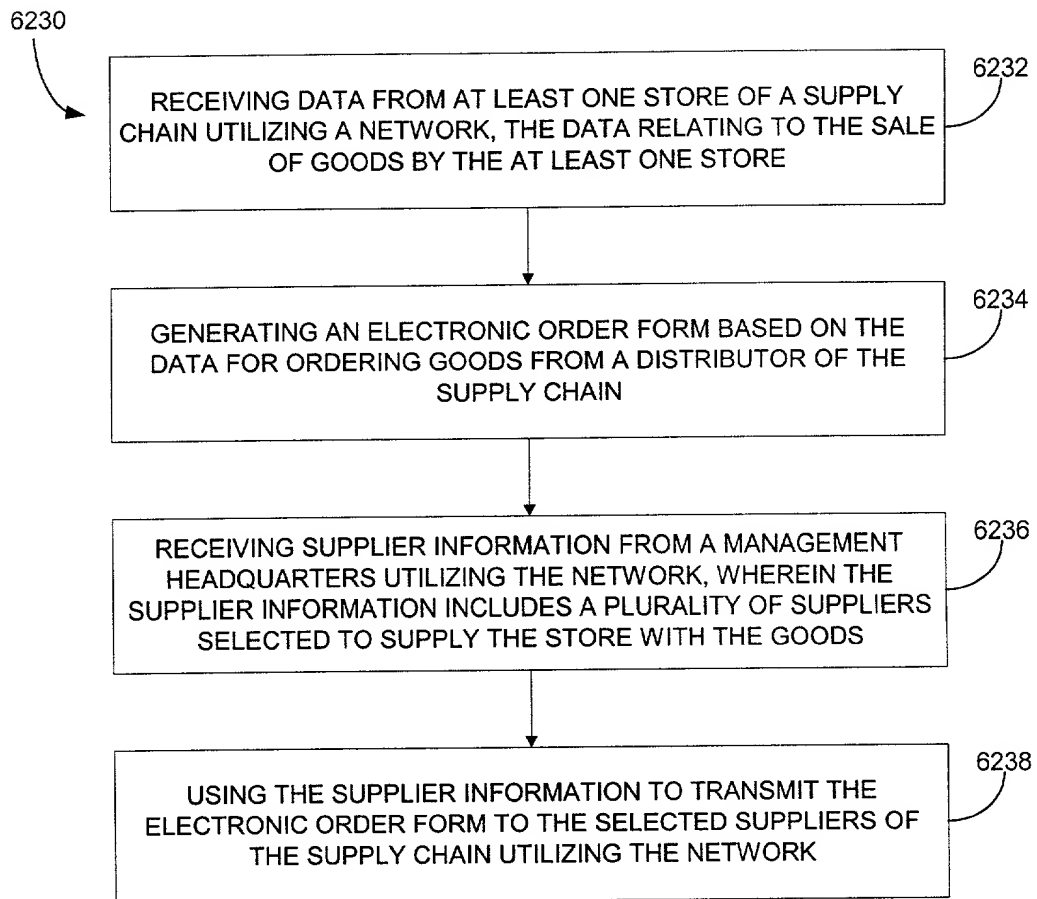 6230
6232
RECEIVING DATA FROM AT LEAST ONE STORE OF A SUPPLY
CHAIN UTILIZING A NETWORK, THE DATA RELATING TO THE SALE
OF GOODS BY THE AT LEAST ONE STORE
6234
GENERATING AN ELECTRONIC ORDER FORM BASED ON THE
DATA FOR ORDERING GOODS FROM A DISTRIBUTOR OF THE
SUPPLY CHAIN
6236
RECEIVING SUPPLIER INFORMATION FROM A MANAGEMENT
HEADQUARTERS UTILIZING THE NETWORK, WHEREIN THE
SUPPLIER INFORMATION INCLUDES A PLURALITY OF SUPPLIERS
SELECTED TO SUPPLY THE STORE WITH THE GOODS
6238
USING THE SUPPLIER INFORMATION TO TRANSMIT THE
ELECTRONIC ORDER FORM TO THE SELECTED SUPPLIERS OF
THE SUPPLY CHAIN UTILIZING THE NETWORK